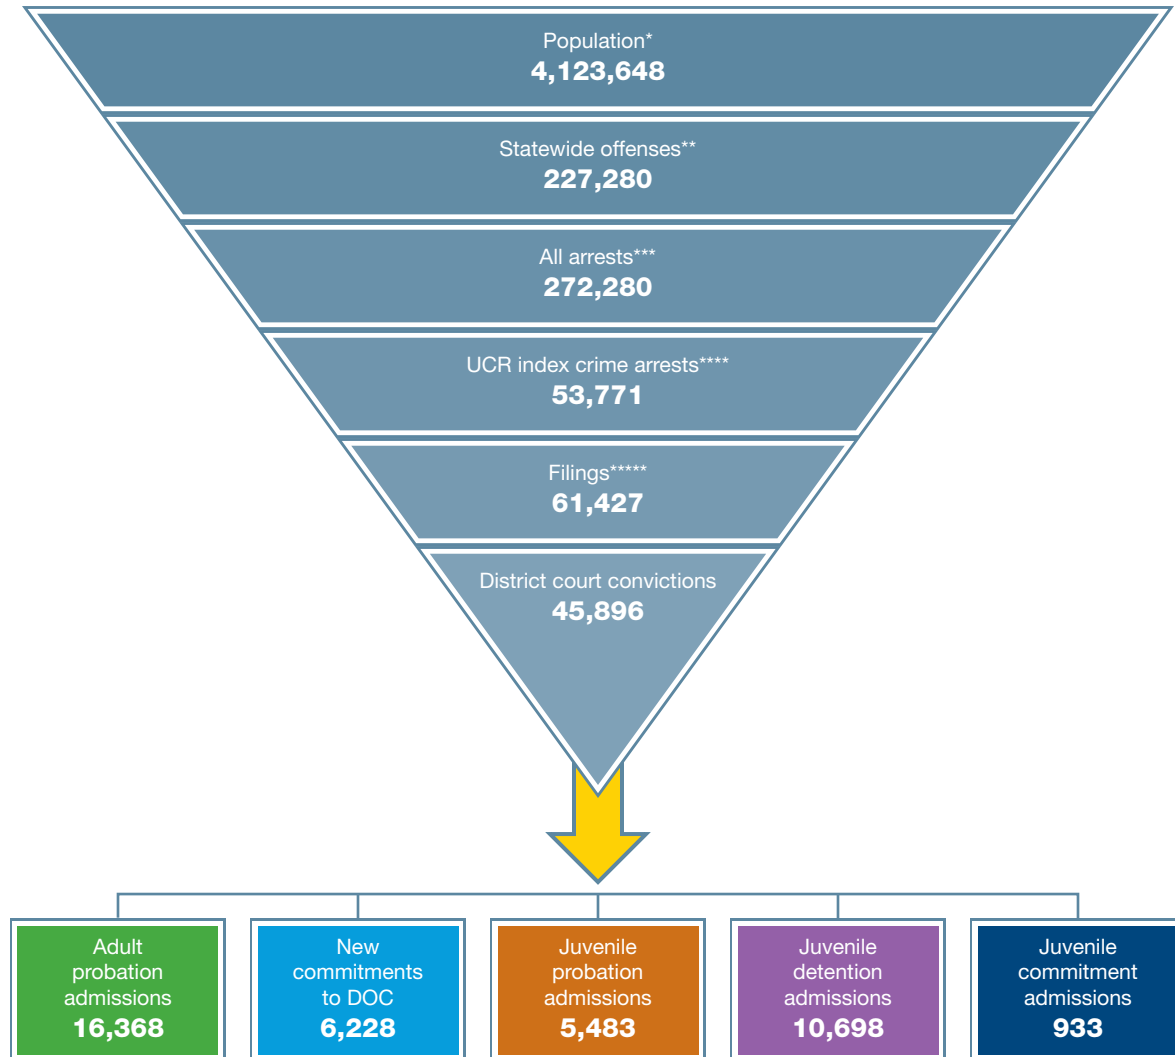 Population*
4,123,648
Statewide offenses**
227,280
All arrests***
272,280
UCR index crime arrests****
53,771
Filings*****
61,427
District court convictions
45,896
Adult
probation
admissions
16,368
New
commitments
to DOC
6,228
Juvenile
probation
admissions
5,483
Juvenile
detention
admissions
10,698
Juvenile
commitment
admissions
933